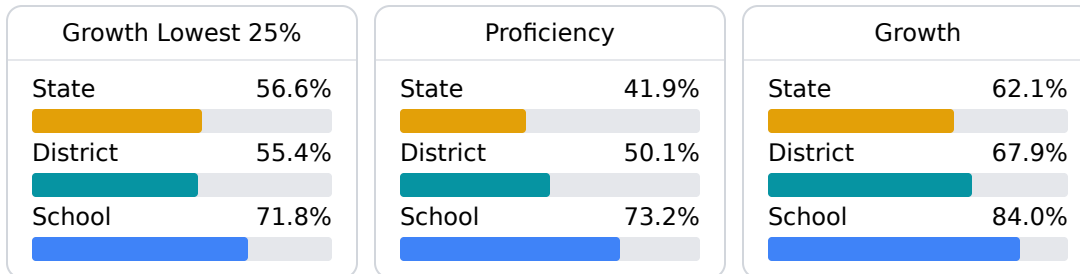 Growth Lowest 25%
State 56.6%
District 55.4%
School 71.8%
Proficiency
State 41.9%
District 50.1%
School 73.2%
Growth
State 62.1%
District 67.9%
School 84.0%